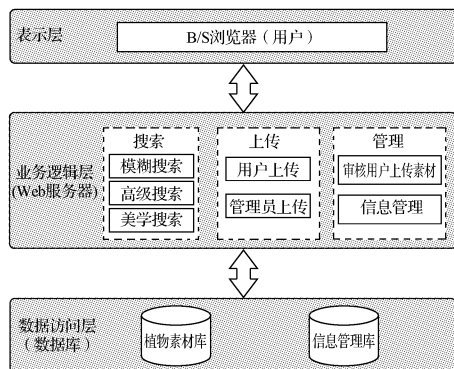 表示层
B/S浏览器（用户）
业务逻辑层
(Web服务器)
搜索
模糊搜索
高级搜索
美学搜索
上传
用户上传
管理员上传
管理
审核用户上传素材
信息管理
数据访问层
（数据库）
植物素材库
信息管理库